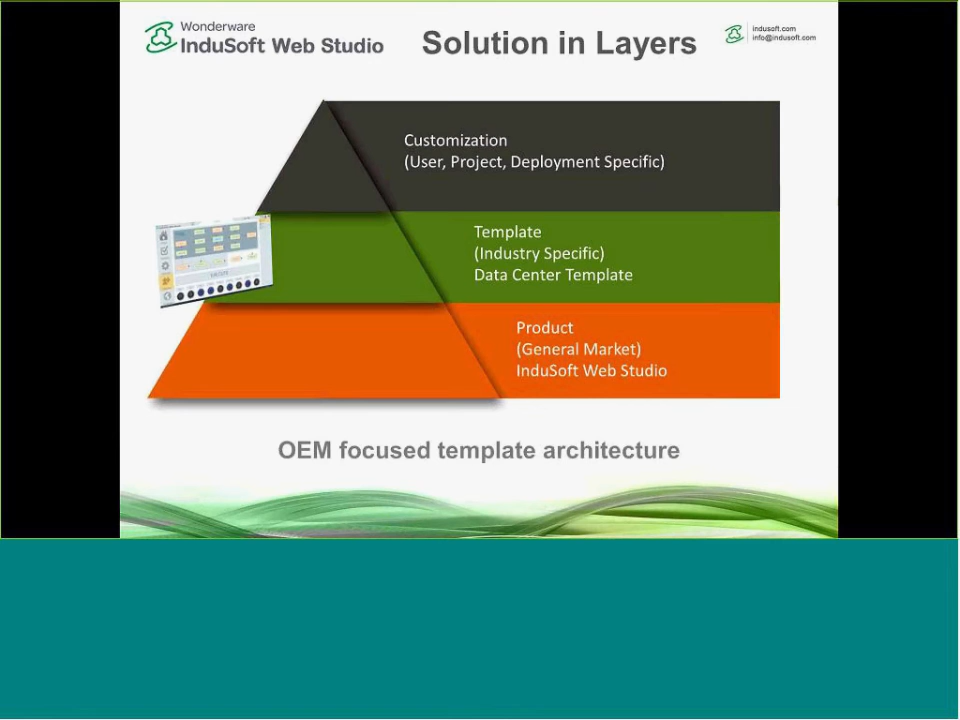 Wonderware
InduSoft Web Studio
Solution in Layers
indusoft.com
info@indusoft.com
Customization
(User, Project, Deployment Specific)
Template
(Industry Specific)
Data Center Template
Product
(General Market)
InduSoft Web Studio
OEM focused template architecture